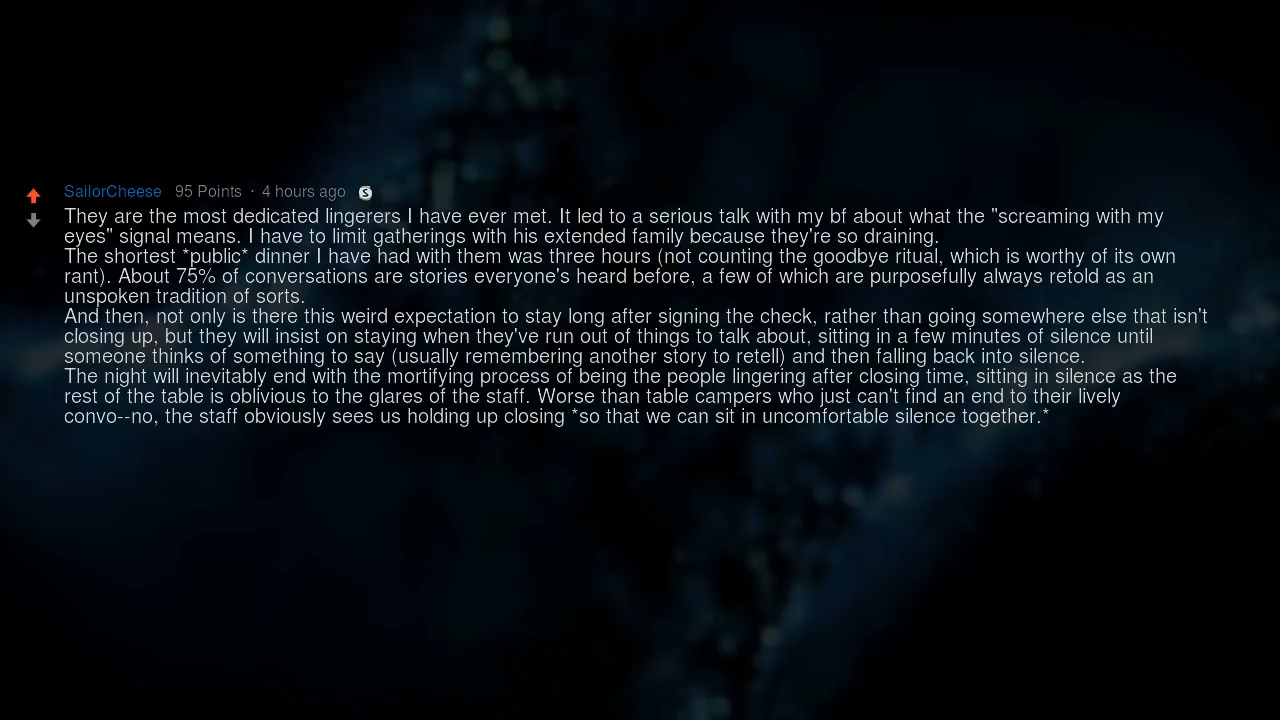 SailorCheese 95 Points · 4 hours ago
They are the most dedicated lingerers I have ever met. It led to a serious talk with my bf about what the "screaming with my
eyes" signal means. I have to limit gatherings with his extended family because they're so draining.
The shortest *public* dinner I have had with them was three hours (not counting the goodbye ritual, which is worthy of its own
rant). About 75% of conversations are stories everyone's heard before, a few of which are purposefully always retold as an
unspoken tradition of sorts.
And then, not only is there this weird expectation to stay long after signing the check, rather than going somewhere else that isn't
closing up, but they will insist on staying when they've run out of things to talk about, sitting in a few minutes of silence until
someone thinks of something to say (usually remembering another story to retell) and then falling back into silence.
The night will inevitably end with the mortifying process of being the people lingering after closing time, sitting in silence as the
rest of the table is oblivious to the glares of the staff. Worse than table campers who just can't find an end to their lively
convo--no, the staff obviously sees us holding up closing *so that we can sit in uncomfortable silence together.*